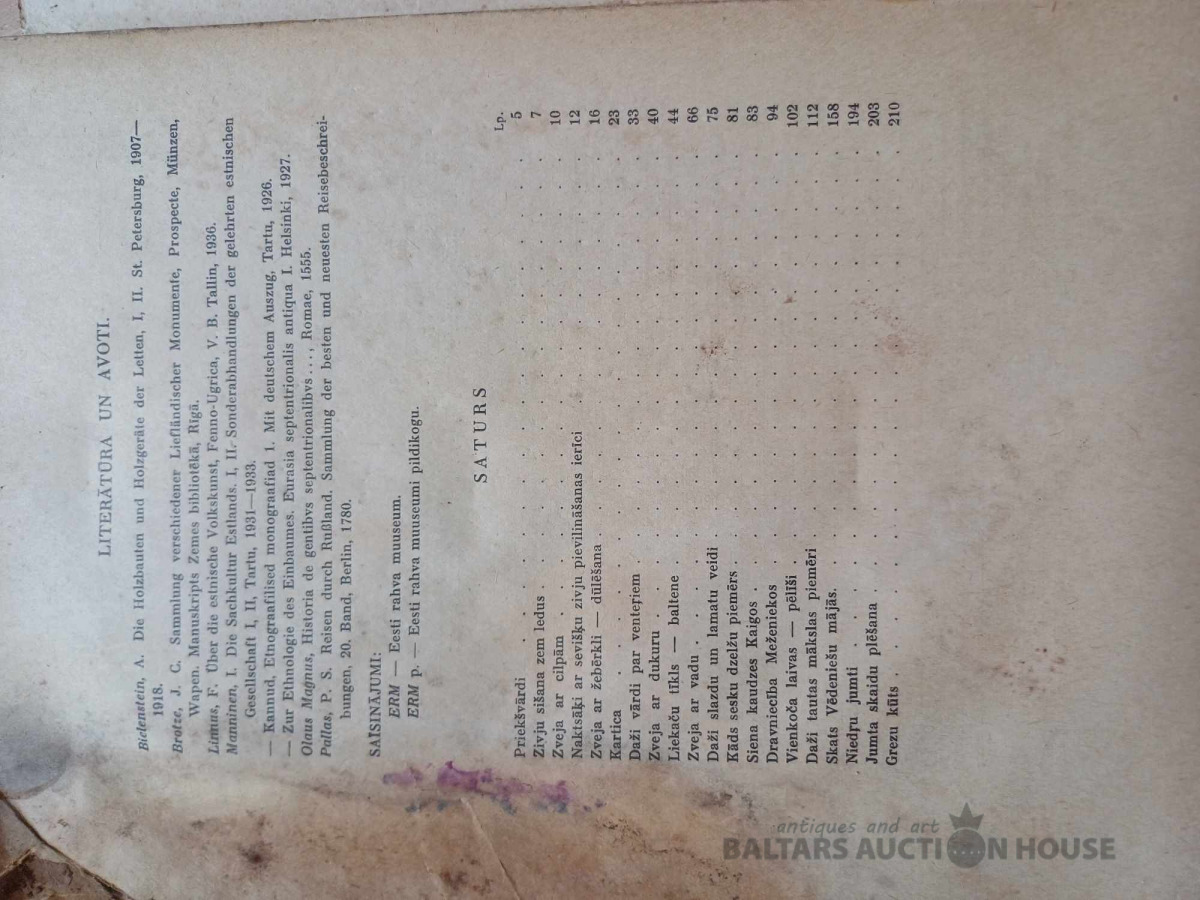 LITERĀTŪRA UN AVOTI.
Bielenstein, A. Die Holzbauten und Holzgeräte der Letten, I, II. St. Petersburg, 1907—
1918.
Brotze, J. C. Sammlung verschiedener Liefländischer Monumente, Prospecte, Münzen,
Wapen. Manuskripts Zemes bibliotēkā, Rīgā.
Linnus, F. Über die estnische Volkskunst, Fenno-Ugrica, V. B. Tallin, 1936.
Manninen, I. Die Sachkultur Estlands. I, II. Sonderabhandlungen der gelehrten estnischen
Gesellschaft I, II, Tartu, 1931—1933.
— Kannud, Etnograafilised monograafiad 1. Mit deutschem Auszug, Tartu, 1926.
— Zur Ethnologie des Einbaumes. Eurasia septentrionalis antiqua I. Helsinki, 1927.
Olaus Magnus, Historia de gentibvs septentrionalibvs . . . , Romae, 1555.
Pallas, P. S. Reisen durch Rußland. Sammlung der besten und neuesten Reisebeschrei-
bungen, 20. Band, Berlin, 1780.
SAĪSINĀJUMI:
ERM — Eesti rahva muuseum.
ERM p. — Eesti rahva muuseumi pildikogu.
SATURS
Lp.
Priekšvārdi . . . . 5
Zivju sišana zem ledus . . . . 7
Zveja ar cilpām . . . . 10
Naktsāķi ar sevišķu zivju pievilināšanas ierīci . . . . 12
Zveja ar žebērkli — dūlēšana . . . . 16
Kartica . . . . 23
Daži vārdi par venteŗiem . . . . 33
Zveja ar dukuru . . . . 40
Liekaču tīkls — baltene . . . . 44
Zveja ar vadu . . . . 66
Daži slazdu un lamatu veidi . . . . 75
Kāds sesku dzelžu piemērs . . . . 81
Siena kaudzes Kaigos . . . . 83
Dravniecība Meženiekos . . . . 94
Vienkoča laivas — pēlīši . . . . 102
Daži tautas mākslas piemēri . . . . 112
Skats Vēdeniešu mājās . . . . 158
Niedŗu jumti . . . . 194
Jumta skaidu plēšana . . . . 203
Grezu kūts . . . . 210
antiques and art
BALTARS AUCTION HOUSE